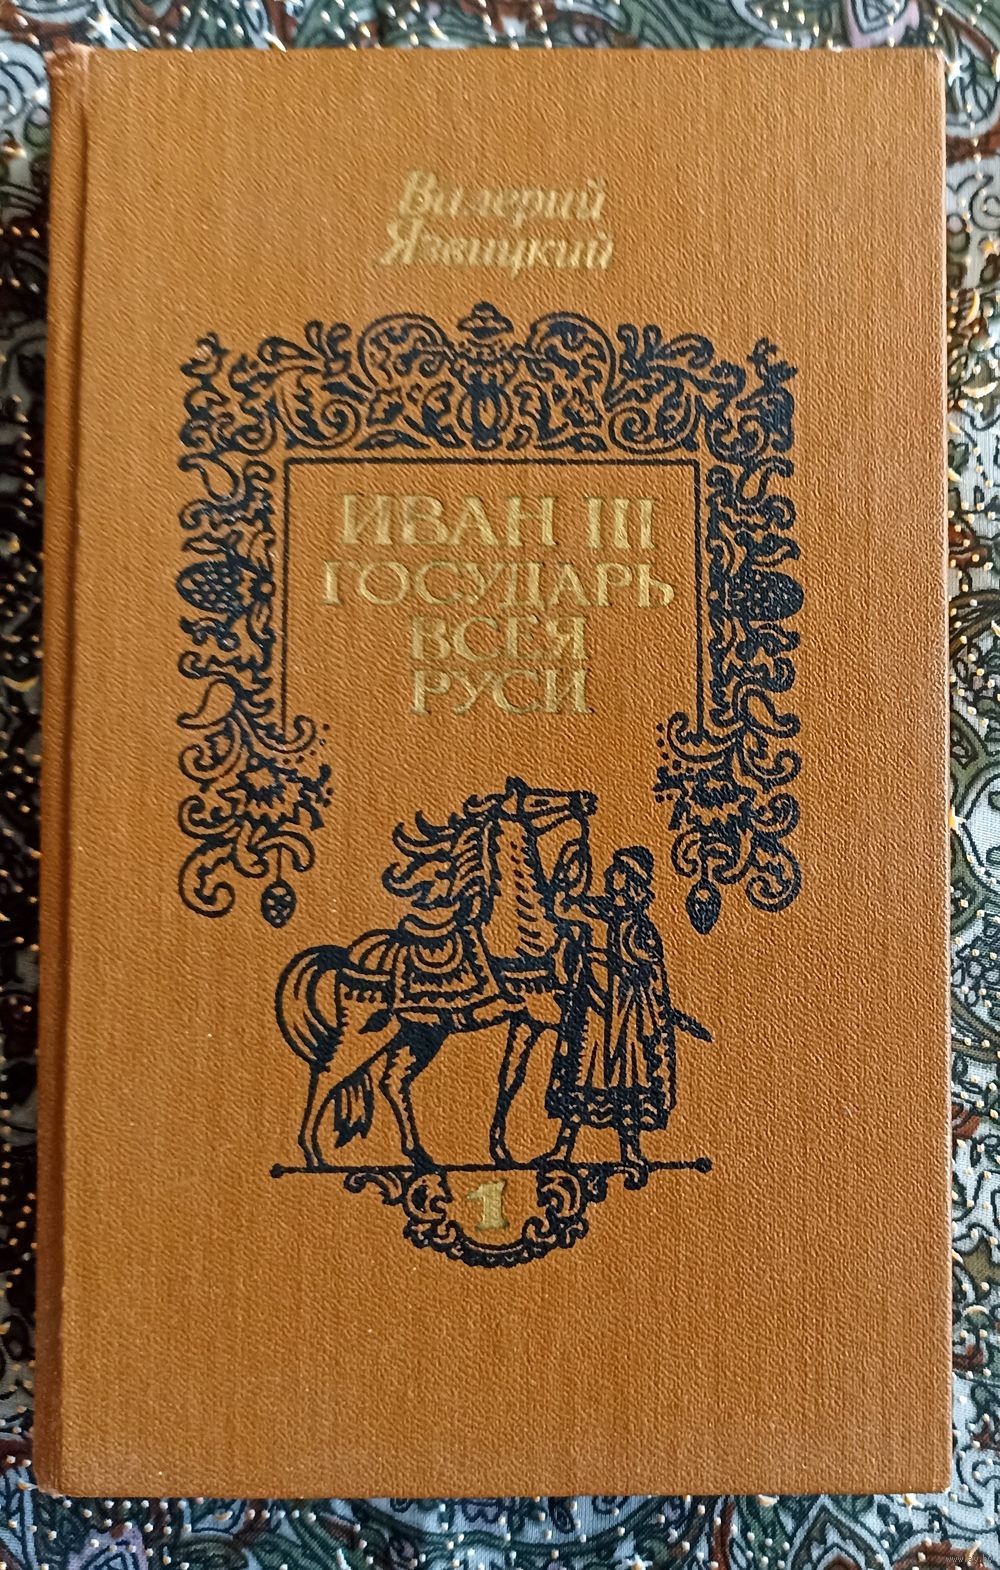 Валерий
Язвицкий
ИВАН III
ГОСУДАРЬ
ВСЕЯ
РУСИ
1